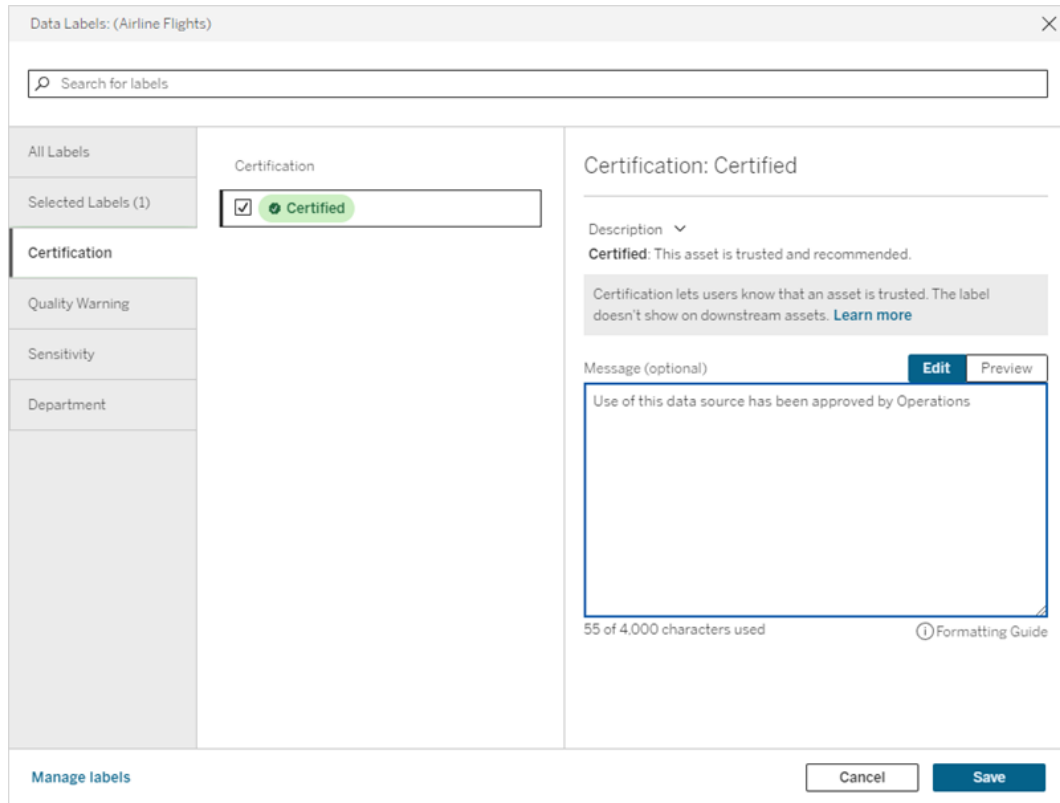 Data Labels: (Airline Flights)
Search for labels
All Labels
Selected Labels (1)
Certification
Quality Warning
Sensitivity
Department
Certification
Certified
Certification: Certified
Description
Certified: This asset is trusted and recommended.
Certification lets users know that an asset is trusted. The label
doesn't show on downstream assets. Learn more
Message (optional)
Edit
Preview
Use of this data source has been approved by Operations
55 of 4,000 characters used
Formatting Guide
Manage labels
Cancel
Save